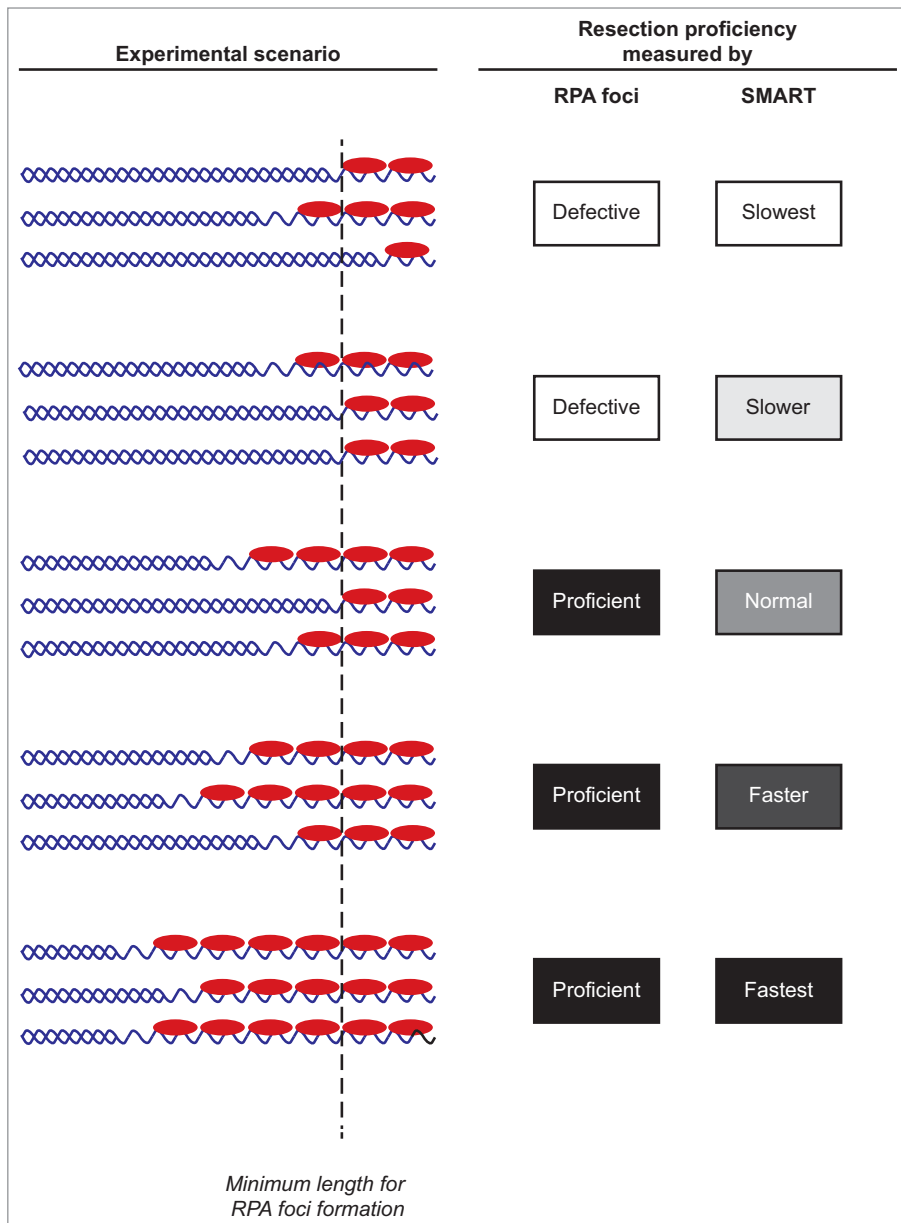 Experimental scenario
Resection proficiency
measured by
RPA foci
SMART
Defective
Slowest
Defective
Slower
Proficient
Normal
Proficient
Faster
Proficient
Fastest
Minimum length for
RPA foci formation